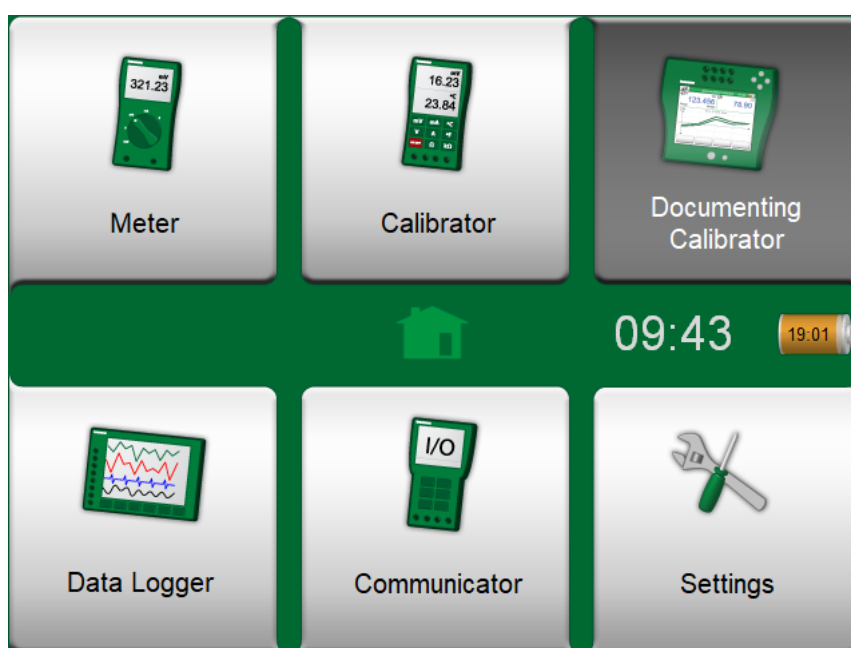 321.23
mV
16.23
mV
23.84
123.456
78.90
Meter
Calibrator
Documenting
Calibrator
09:43
19:01
I/O
Data Logger
Communicator
Settings